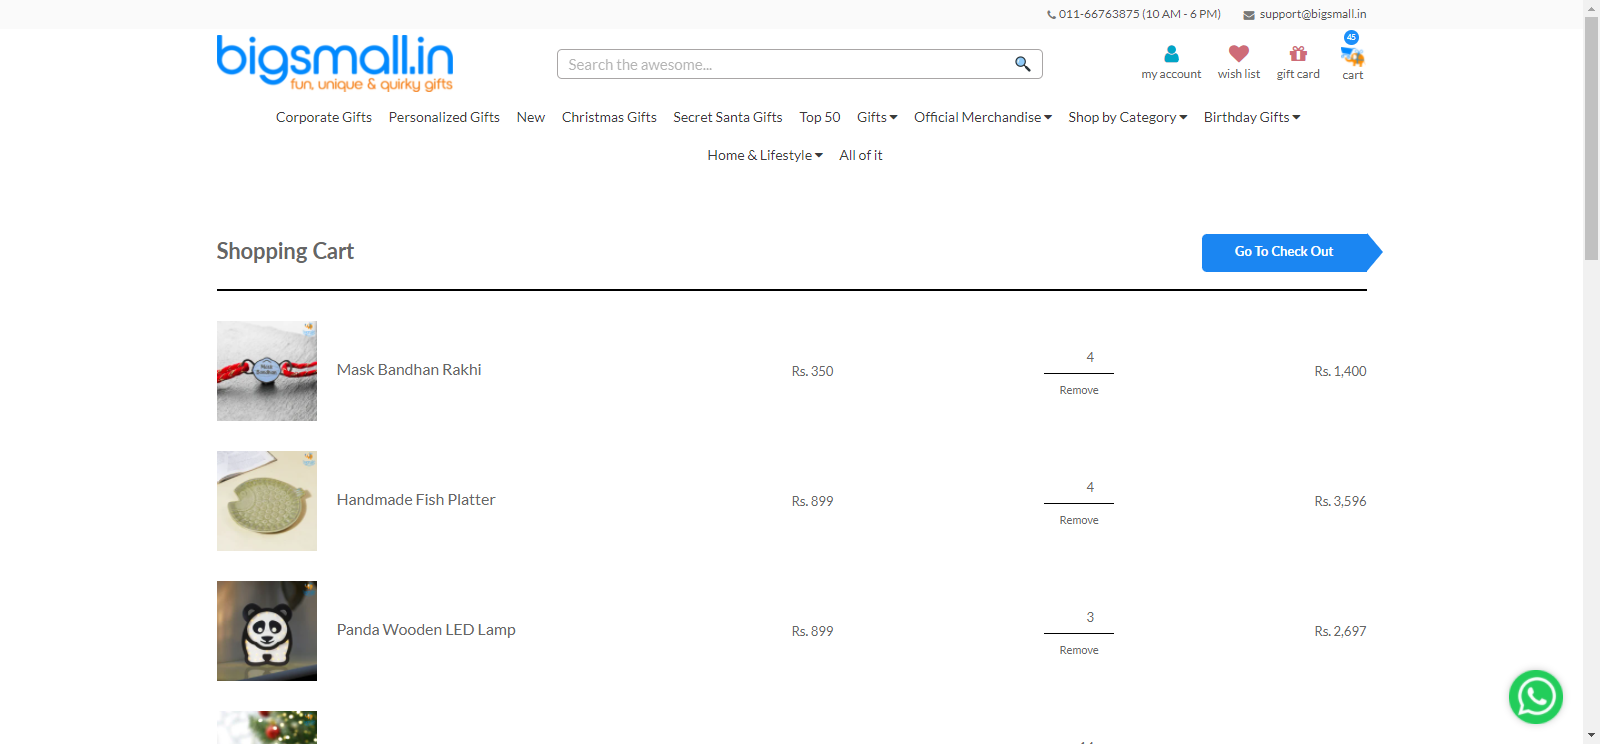 011-66763875 (10 AM - 6 PM) support@bigsmall.in
bigsmall.in
fun, unique & quirky gifts
Search the awesome...
my account
wish list
gift card
45
cart
Corporate Gifts Personalized Gifts New Christmas Gifts Secret Santa Gifts Top 50 Gifts Official Merchandise Shop by Category Birthday Gifts
Home & Lifestyle All of it
Shopping Cart
Go To Check Out
Mask Bandhan
Mask Bandhan Rakhi
Rs. 350
4
Remove
Rs. 1,400
Handmade Fish Platter
Rs. 899
4
Remove
Rs. 3,596
Panda Wooden LED Lamp
Rs. 899
3
Remove
Rs. 2,697